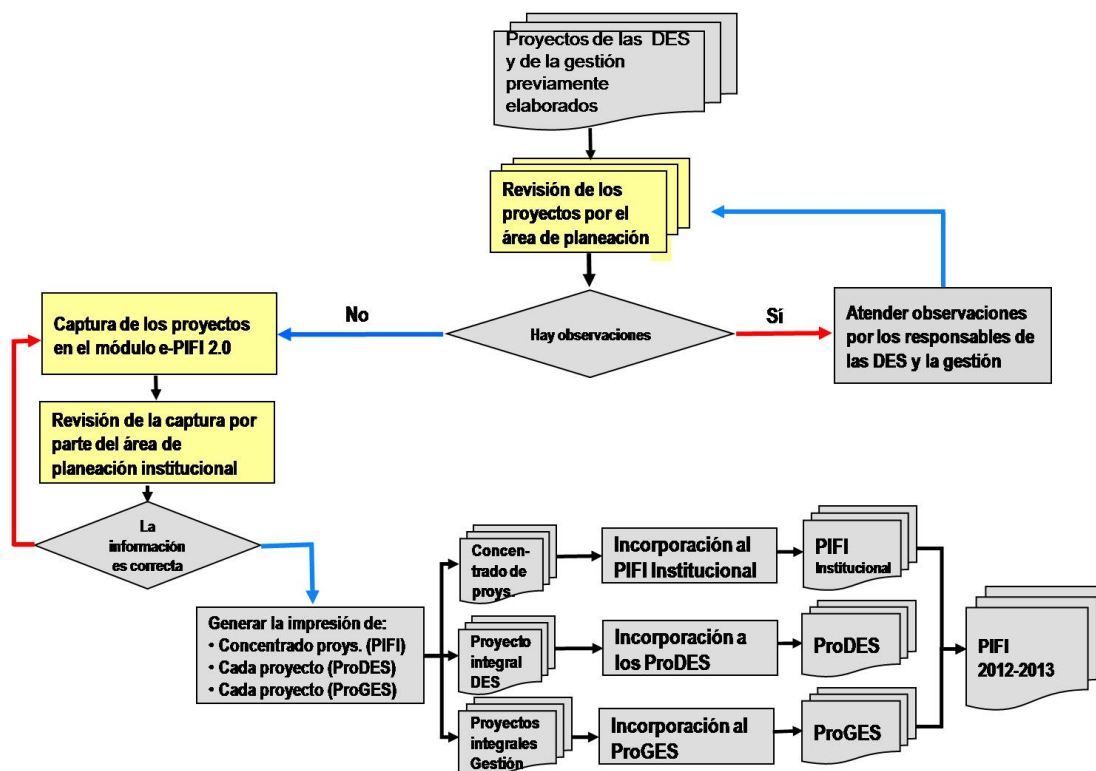 Proyectos de las DES
y de la gestión
previamente
elaborados
Revisión de los
proyectos por el
área de planeación
Hay observaciones
No
Sí
Captura de los proyectos
en el módulo e-PIFI 2.0
Atender observaciones
por los responsables de
las DES y la gestión
Revisión de la captura por
parte del área de
planeación institucional
La
información
es correcta
Generar la impresión de:
• Concentrado proys. (PIFI)
• Cada proyecto (ProDES)
• Cada proyecto (ProGES)
Concen-
trado de
proys.
Incorporación al
PIFI Institucional
PIFI
Institucional
Proyecto
integral
DES
Incorporación a
los ProDES
ProDES
Proyectos
integrales
Gestión
Incorporación al
ProGES
ProGES
PIFI
2012-2013